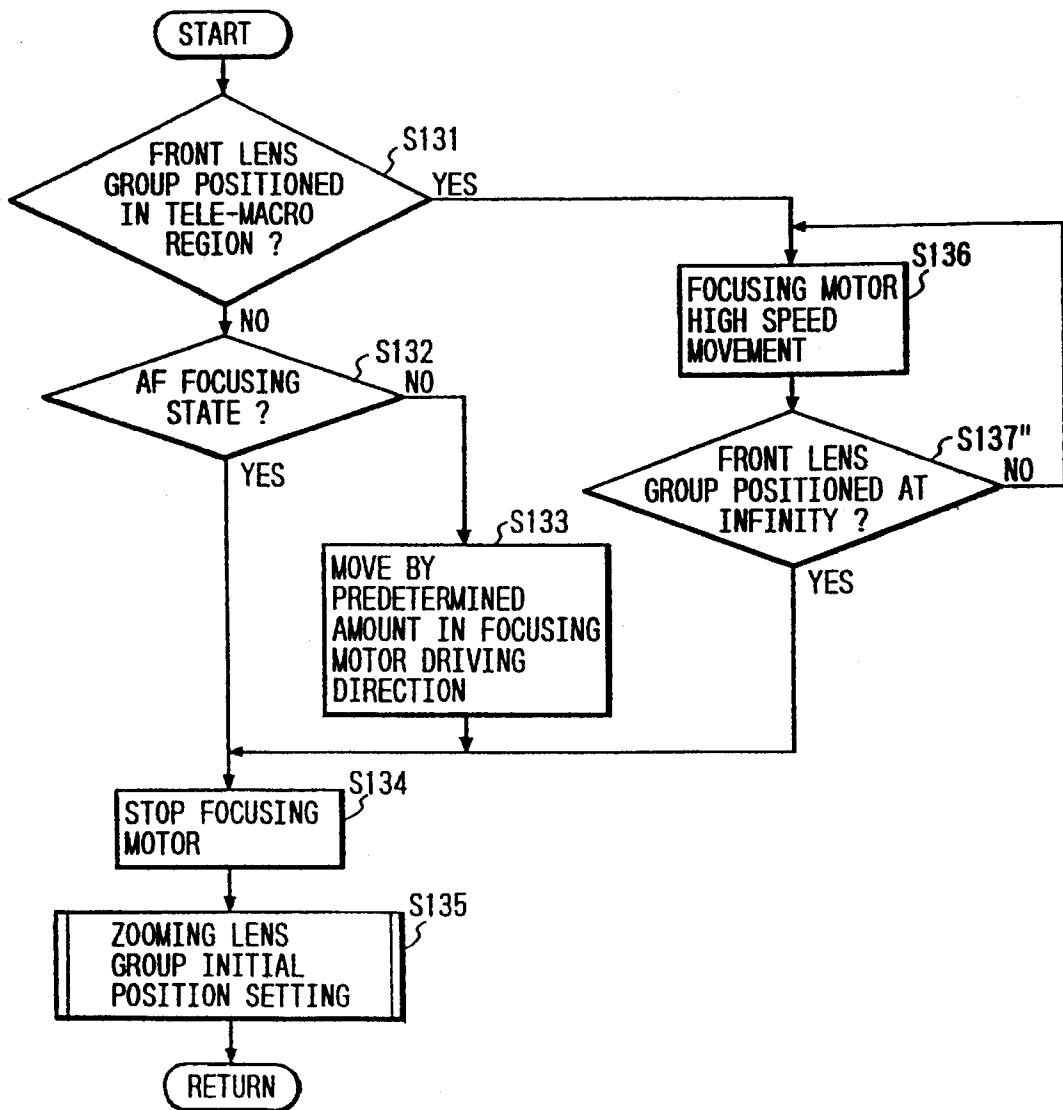 START
S131
FRONT LENS
GROUP POSITIONED
IN TELE-MACRO
REGION ?
YES
NO
S132
AF FOCUSING
STATE ?
NO
YES
S136
FOCUSING MOTOR
HIGH SPEED
MOVEMENT
S137"
FRONT LENS
GROUP POSITIONED AT
INFINITY ?
NO
YES
S133
MOVE BY
PREDETERMINED
AMOUNT IN FOCUSING
MOTOR DRIVING
DIRECTION
S134
STOP FOCUSING
MOTOR
S135
ZOOMING LENS
GROUP INITIAL
POSITION SETTING
RETURN